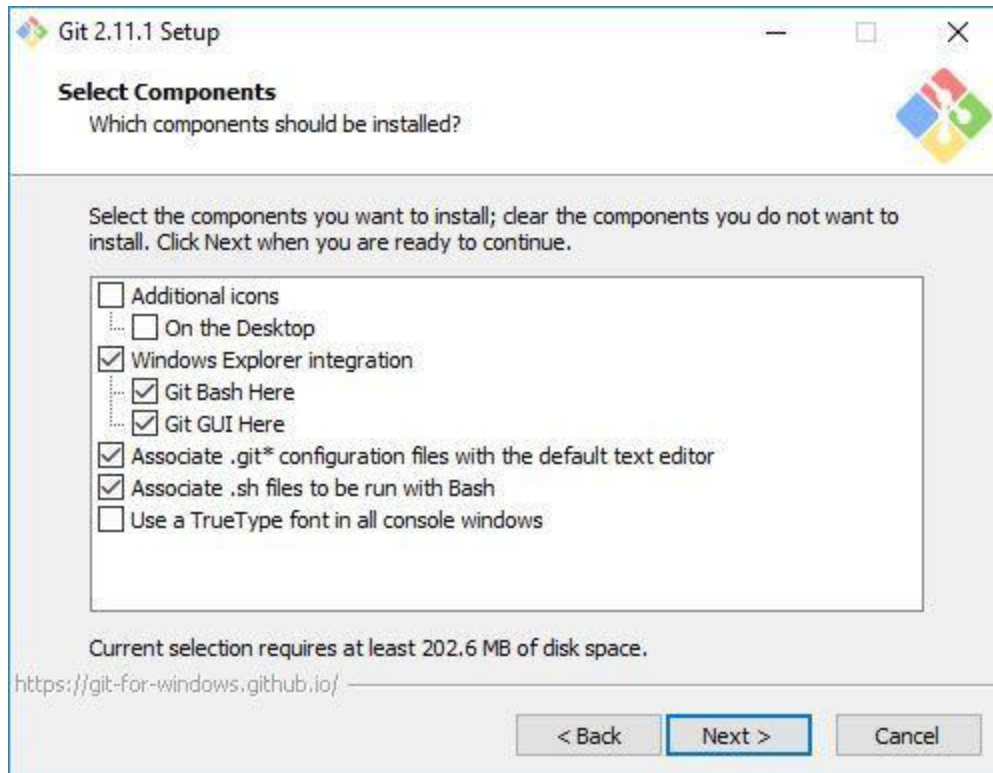 Git 2.11.1 Setup
Select Components
Which components should be installed?
Select the components you want to install; clear the components you do not want to
install. Click Next when you are ready to continue.
Additional icons
On the Desktop
Windows Explorer integration
Git Bash Here
Git GUI Here
Associate .git* configuration files with the default text editor
Associate .sh files to be run with Bash
Use a TrueType font in all console windows
Current selection requires at least 202.6 MB of disk space.
https://git-for-windows.github.io/
< Back Next > Cancel